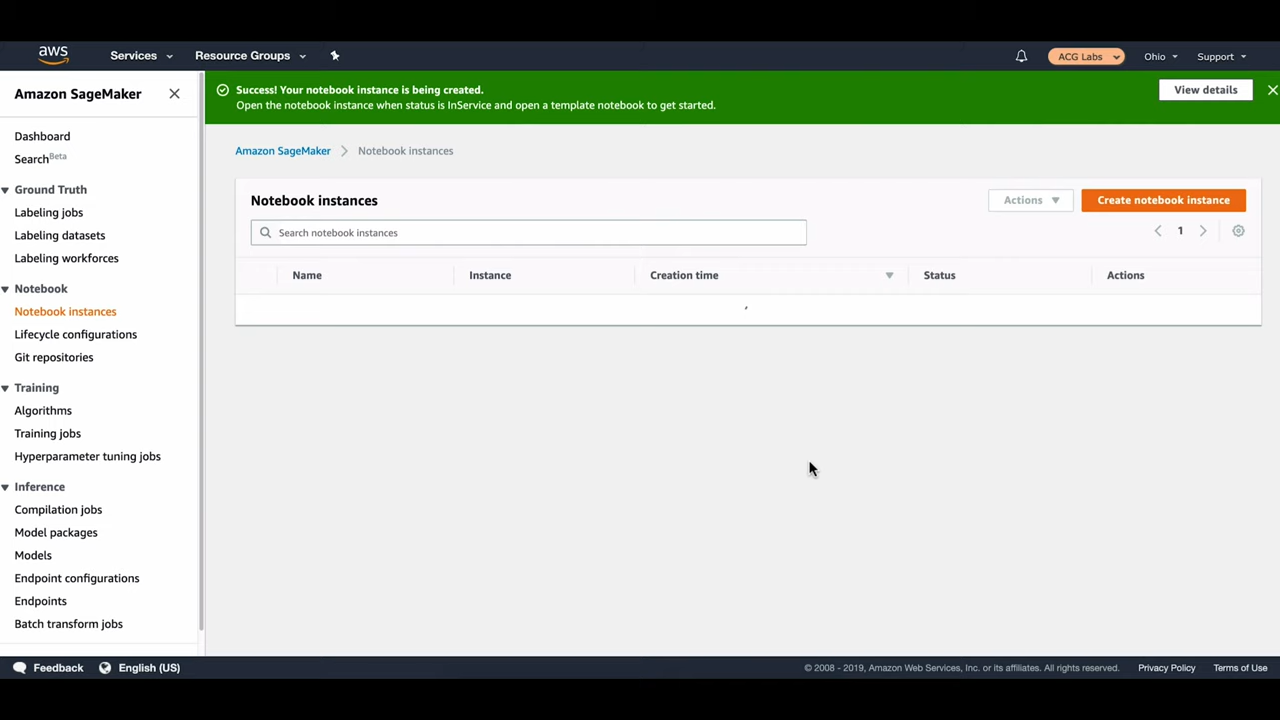 aws
Services
Resource Groups
ACG Labs
Ohio
Support
Amazon SageMaker
Dashboard
Search Beta
Ground Truth
Labeling jobs
Labeling datasets
Labeling workforces
Notebook
Notebook instances
Lifecycle configurations
Git repositories
Training
Algorithms
Training jobs
Hyperparameter tuning jobs
Inference
Compilation jobs
Model packages
Models
Endpoint configurations
Endpoints
Batch transform jobs
Success! Your notebook instance is being created.
Open the notebook instance when status is InService and open a template notebook to get started.
View details
Amazon SageMaker
Notebook instances
Notebook instances
Actions
Create notebook instance
Search notebook instances
1
Name
Instance
Creation time
Status
Actions
Feedback
English (US)
© 2008 - 2019, Amazon Web Services, Inc. or its affiliates. All rights reserved.
Privacy Policy
Terms of Use